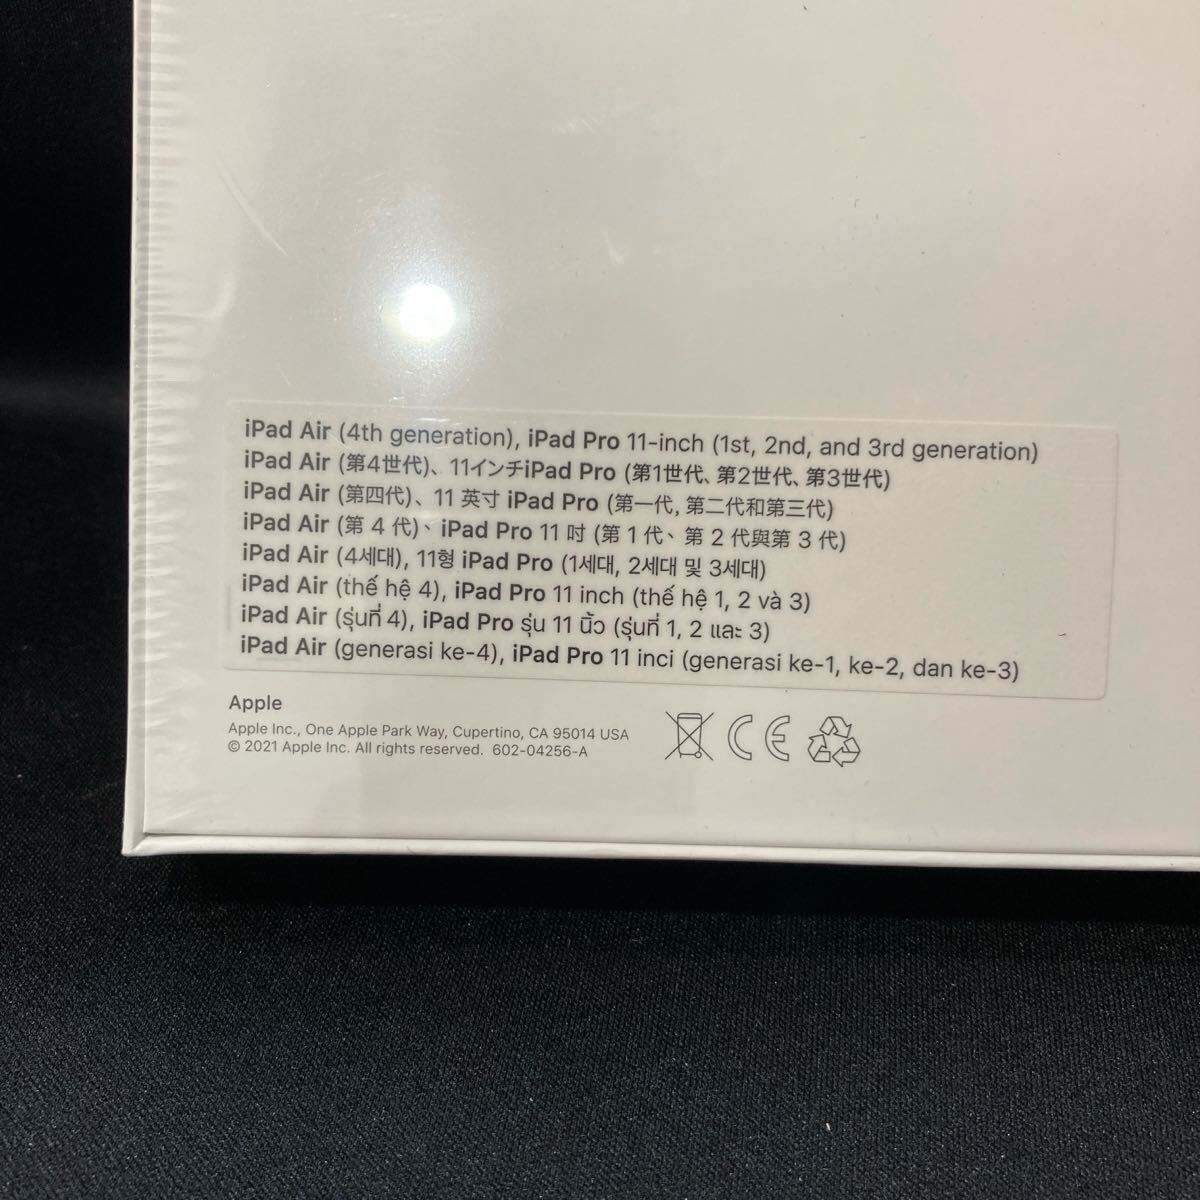 iPad Air (4th generation), iPad Pro 11-inch (1st, 2nd, and 3rd generation)
iPad Air (第4世代)、11インチiPad Pro (第1世代、第2世代、第3世代)
iPad Air (第四代)、11 英寸 iPad Pro (第一代, 第二代和第三代)
iPad Air (第 4 代)、iPad Pro 11 吋 (第 1 代、第 2 代與第 3 代)
iPad Air (4세대), 11형 iPad Pro (1세대, 2세대 및 3세대)
iPad Air (thế hệ 4), iPad Pro 11 inch (thế hệ 1, 2 và 3)
iPad Air (รุ่นที่ 4), iPad Pro รุ่น 11 นิ้ว (รุ่นที่ 1, 2 และ 3)
iPad Air (generasi ke-4), iPad Pro 11 inci (generasi ke-1, ke-2, dan ke-3)
Apple
Apple Inc., One Apple Park Way, Cupertino, CA 95014 USA
© 2021 Apple Inc. All rights reserved. 602-04256-A
CE